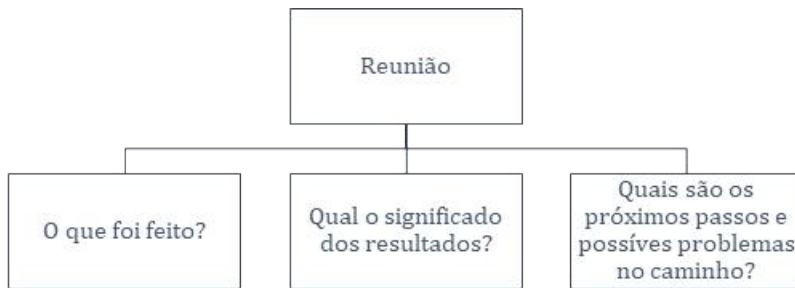 Reunião
O que foi feito?
Qual o significado
dos resultados?
Quais são os
próximos passos e
possíves problemas
no caminho?